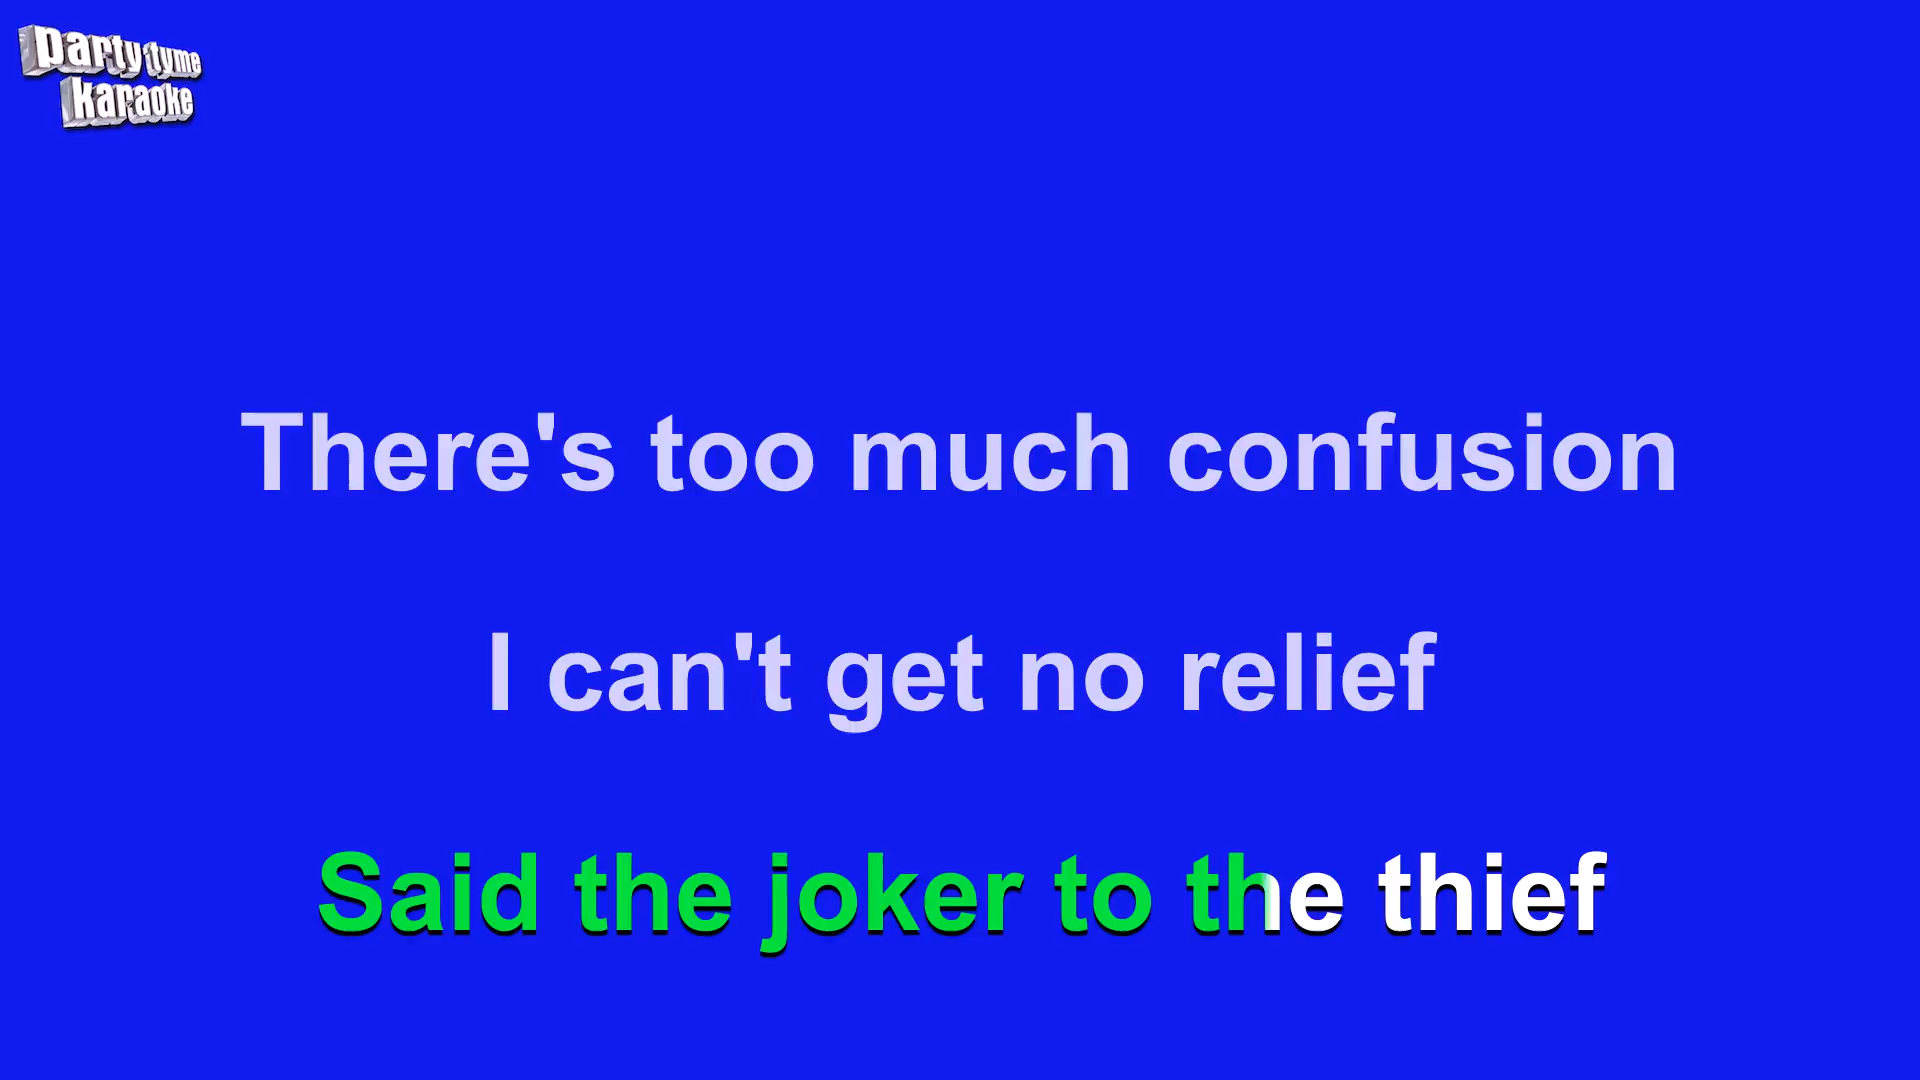 party tyme
karaoke
There's too much confusion
I can't get no relief
Said the joker to the thief